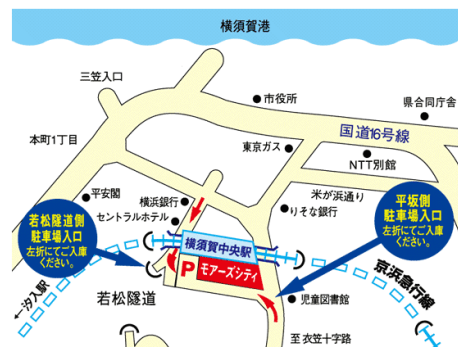 横須賀港
三笠入口
市役所
県合同庁舎
国道16号線
本町1丁目
東京ガス
NTT別館
平安閣
横浜銀行
セントラルホテル
米が浜通り
りそな銀行
平坂側
駐車場入口
左折にてご入庫
ください。
若松隧道側
駐車場入口
左折にてご入庫
ください。
横須賀中央駅
P
モアーズシティ
京浜急行線
←汐入駅
若松隧道
児童図書館
至 衣笠十字路